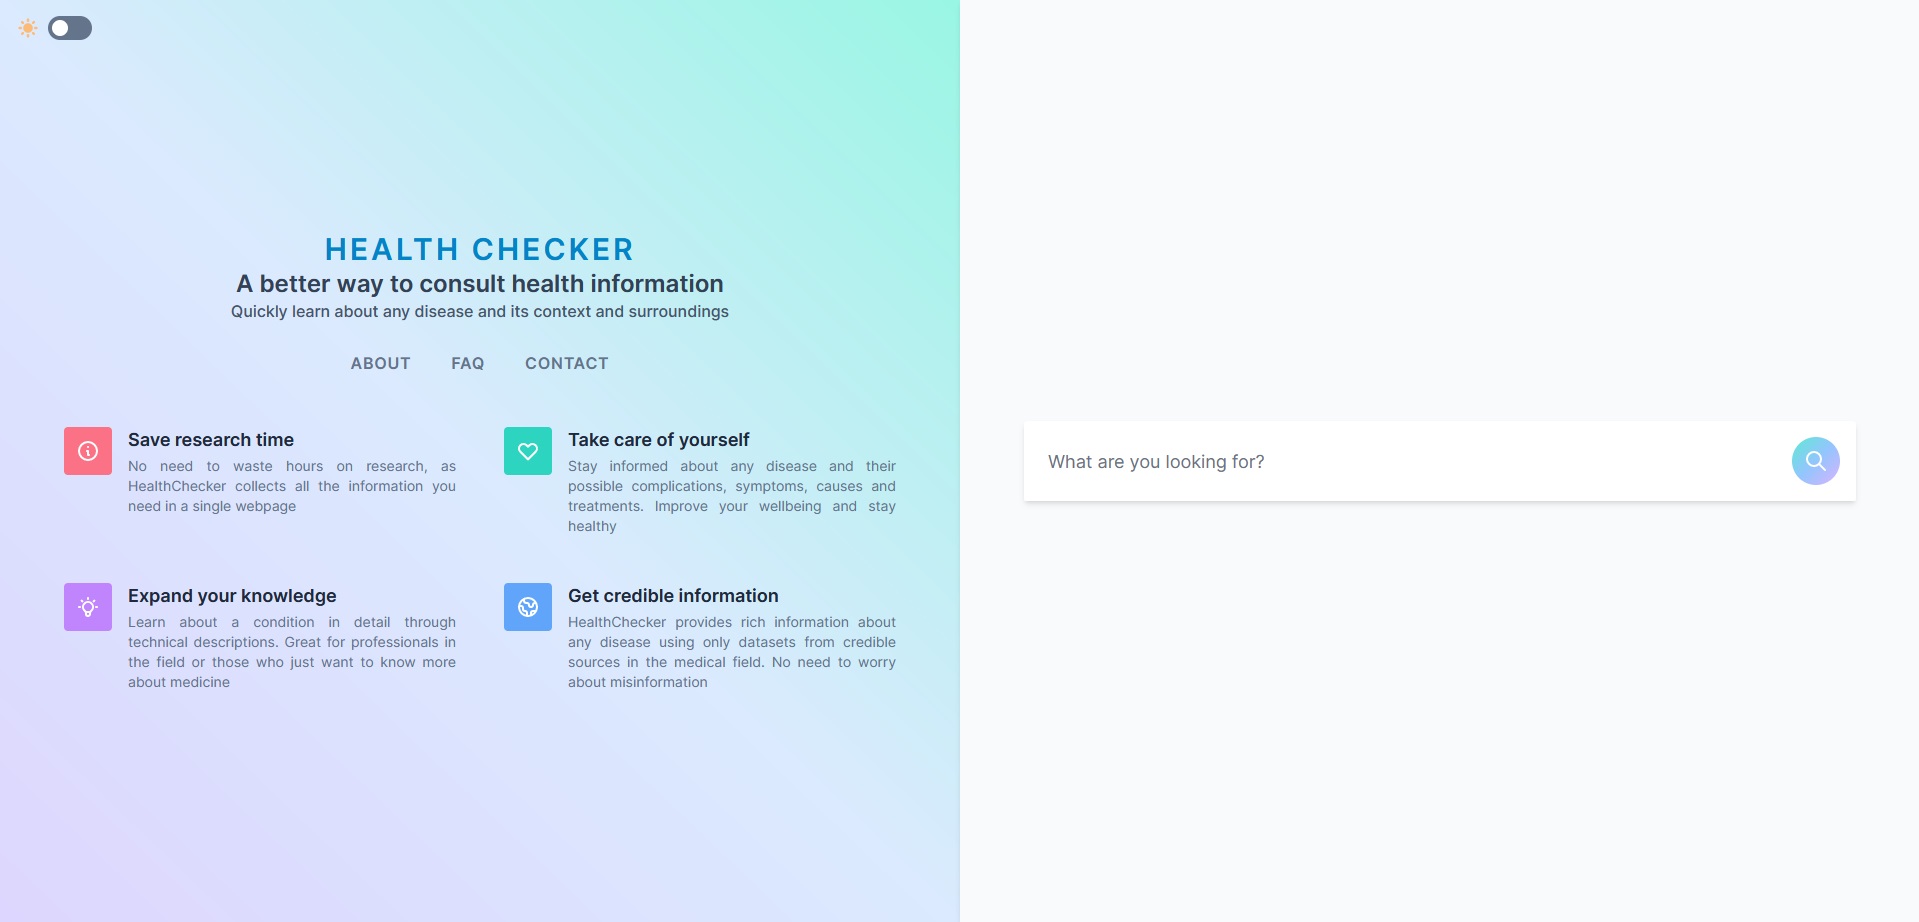 HEALTH CHECKER
A better way to consult health information
Quickly learn about any disease and its context and surroundings
ABOUT FAQ CONTACT
Save research time
No need to waste hours on research, as
HealthChecker collects all the information you
need in a single webpage
Take care of yourself
Stay informed about any disease and their
possible complications, symptoms, causes and
treatments. Improve your wellbeing and stay
healthy
Expand your knowledge
Learn about a condition in detail through
technical descriptions. Great for professionals in
the field or those who just want to know more
about medicine
Get credible information
HealthChecker provides rich information about
any disease using only datasets from credible
sources in the medical field. No need to worry
about misinformation
What are you looking for?